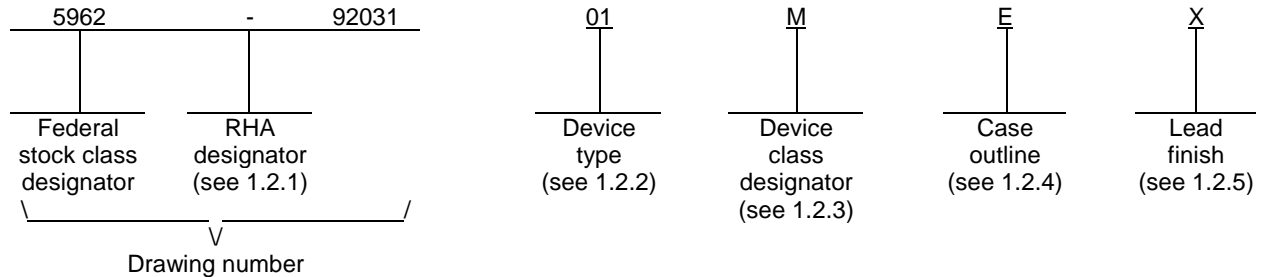 5962 - 92031 01 M E X
Federal stock class designator
RHA designator (see 1.2.1)
Device type (see 1.2.2)
Device class designator (see 1.2.3)
Case outline (see 1.2.4)
Lead finish (see 1.2.5)
\ / 
\/
Drawing number